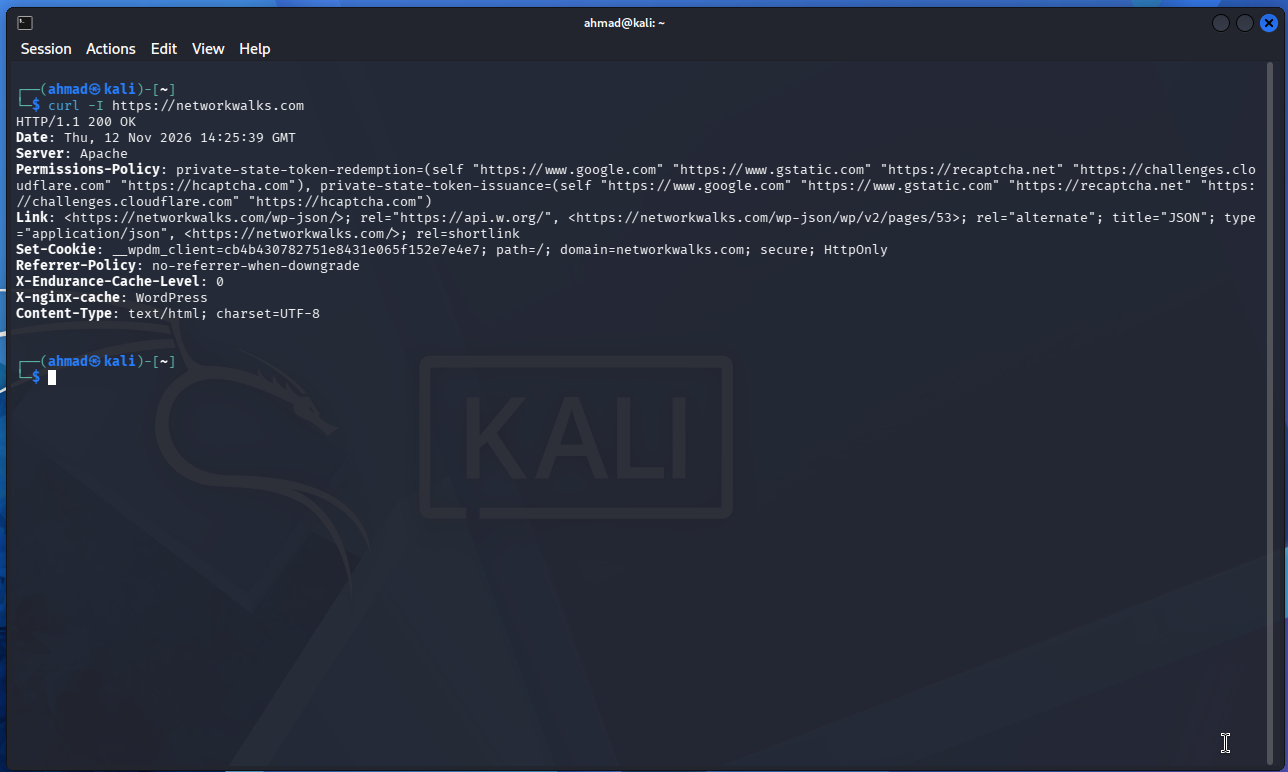 ahmad@kali: ~
Session Actions Edit View Help
┌──(ahmad㉿kali)-[~]
└─$ curl -I https://networkwalks.com
HTTP/1.1 200 OK
Date: Thu, 12 Nov 2026 14:25:39 GMT
Server: Apache
Permissions-Policy: private-state-token-redemption=(self "https://www.google.com" "https://www.gstatic.com" "https://recaptcha.net" "https://challenges.clo
udflare.com" "https://hcaptcha.com"), private-state-token-issuance=(self "https://www.google.com" "https://www.gstatic.com" "https://recaptcha.net" "https:
//challenges.cloudflare.com" "https://hcaptcha.com")
Link: <https://networkwalks.com/wp-json/>; rel="https://api.w.org/", <https://networkwalks.com/wp-json/wp/v2/pages/53>; rel="alternate"; title="JSON"; type
="application/json", <https://networkwalks.com/>; rel=shortlink
Set-Cookie: __wpdm_client=cb4b430782751e8431e065f152e7e4e7; path=/; domain=networkwalks.com; secure; HttpOnly
Referrer-Policy: no-referrer-when-downgrade
X-Endurance-Cache-Level: 0
X-nginx-cache: WordPress
Content-Type: text/html; charset=UTF-8
┌──(ahmad㉿kali)-[~]
└─$
KALI